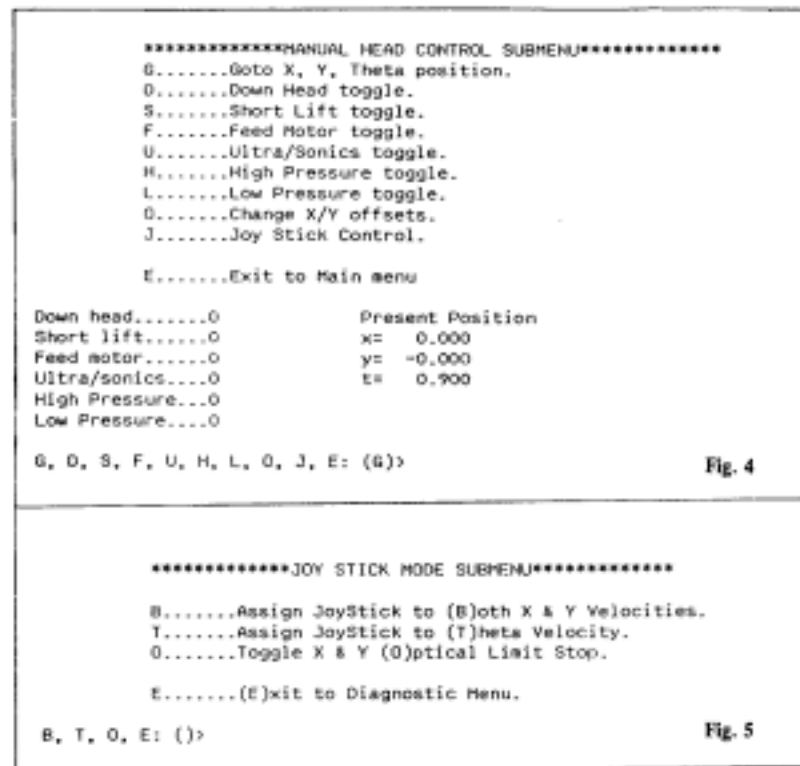 *************MANUAL HEAD CONTROL SUBMENU*************
G.......Goto X, Y, Theta position.
D.......Down Head toggle.
S.......Short Lift toggle.
F.......Feed Motor toggle.
U.......Ultra/Sonics toggle.
H.......High Pressure toggle.
L.......Low Pressure toggle.
O.......Change X/Y offsets.
J.......Joy Stick Control.
E.......Exit to Main menu
Down head.......0 Present Position
Short lift......0 x= 0.000
Feed motor......0 y= -0.000
Ultra/sonics....0 t= 0.900
High Pressure...0
Low Pressure....0
G, D, S, F, U, H, L, O, J, E: (G)> Fig. 4
*************JOY STICK MODE SUBMENU*************
B.......Assign JoyStick to (B)oth X & Y Velocities.
T.......Assign JoyStick to (T)heta Velocity.
O.......Toggle X & Y (O)ptical Limit Stop.
E.......(E)xit to Diagnostic Menu.
B, T, O, E: ()> Fig. 5